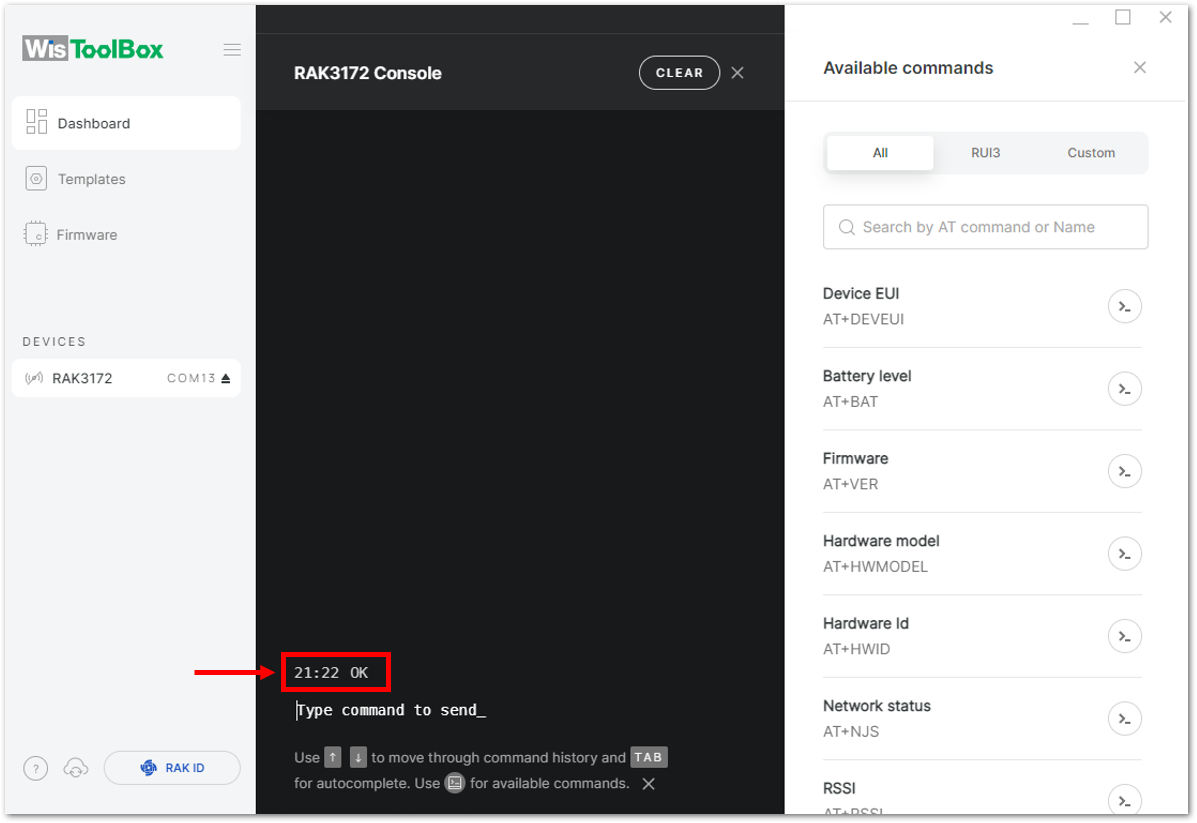 WisToolBox
Dashboard
Templates
Firmware
DEVICES
RAK3172 COM13
?
RAK ID
RAK3172 Console
CLEAR
21:22 OK
Type command to send_
Use ↑ ↓ to move through command history and TAB
for autocomplete. Use for available commands.
Available commands
All RUI3 Custom
Search by AT command or Name
Device EUI
AT+DEVEUI
Battery level
AT+BAT
Firmware
AT+VER
Hardware model
AT+HWMODEL
Hardware Id
AT+HWID
Network status
AT+NJS
RSSI
AT+RSSI